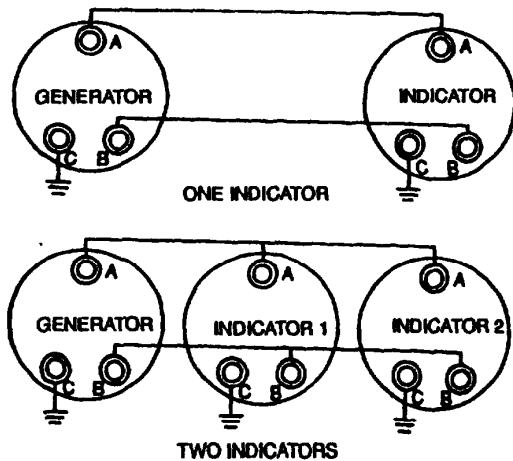 A A
GENERATOR INDICATOR
C B C B
ONE INDICATOR
A A A
GENERATOR INDICATOR 1 INDICATOR 2
C B C B C B
TWO INDICATORS